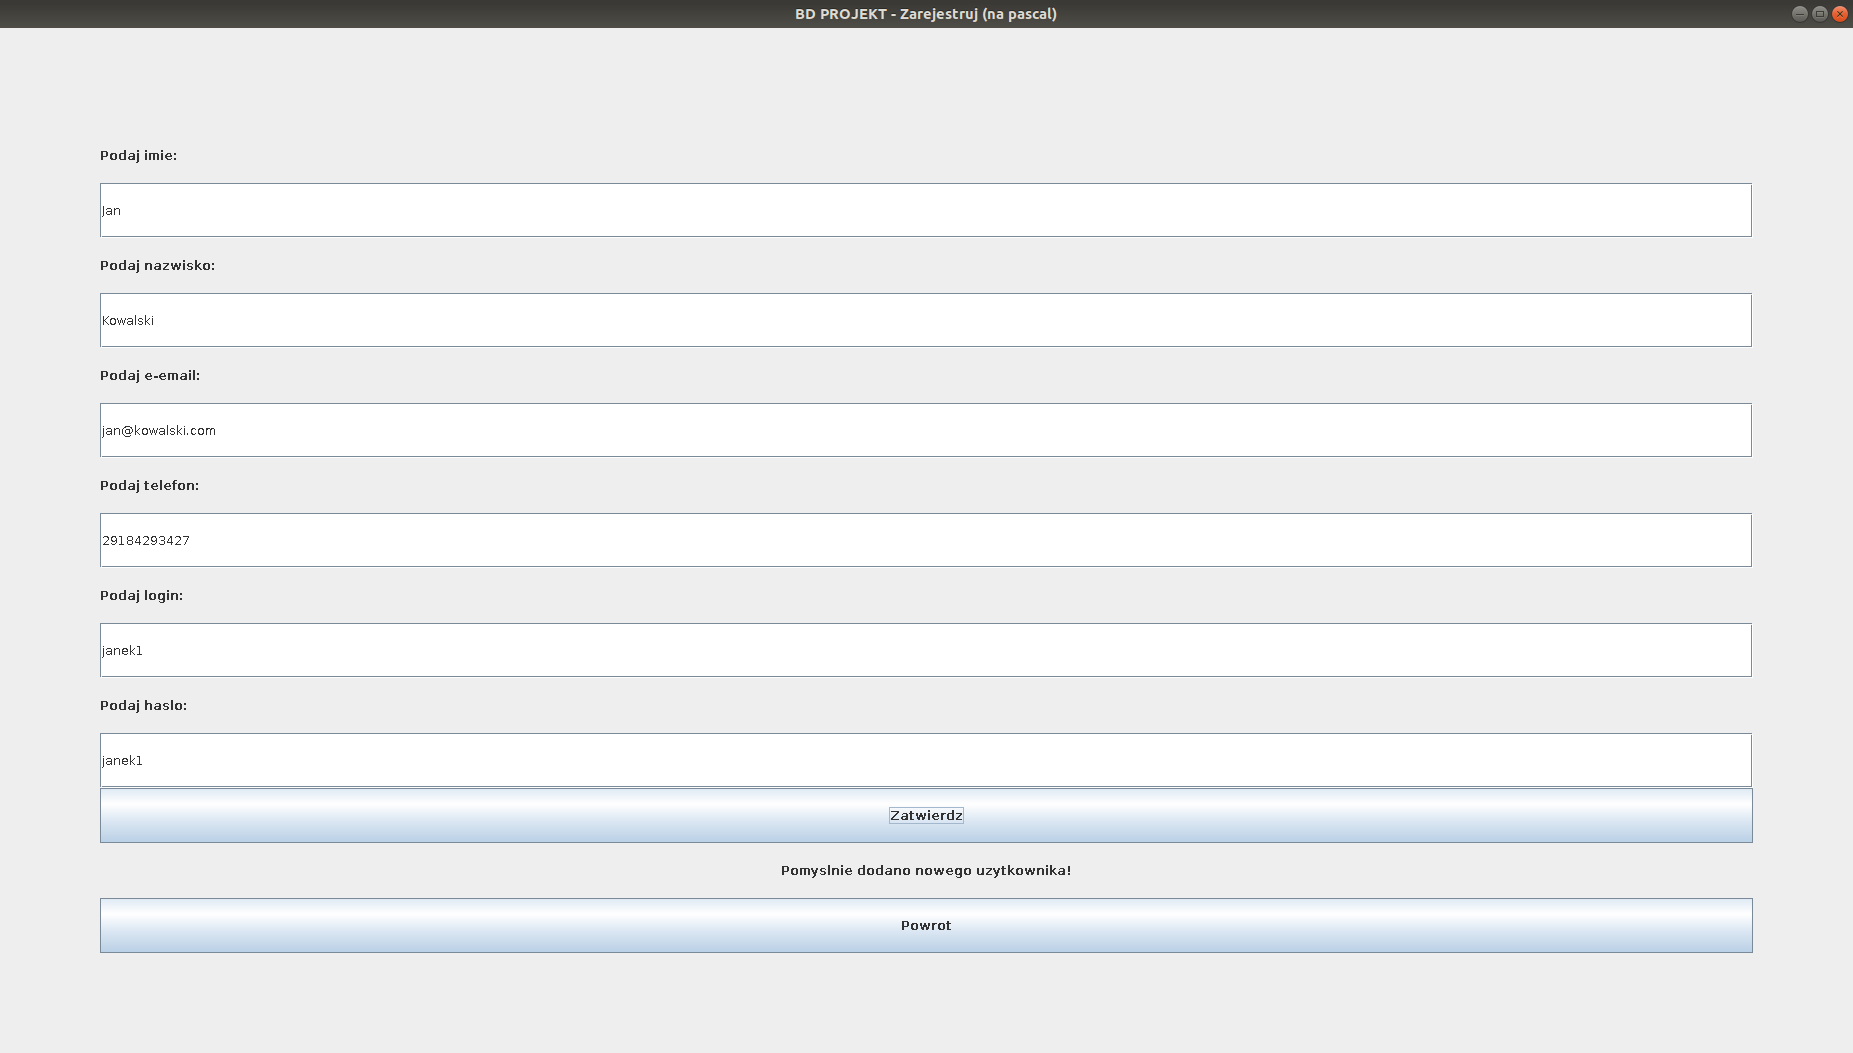 BD PROJEKT - Zarejestruj (na pascal)
Podaj imie:
Jan
Podaj nazwisko:
Kowalski
Podaj e-email:
jan@kowalski.com
Podaj telefon:
29184293427
Podaj login:
janek1
Podaj haslo:
janek1
Zatwierdz
Pomyslnie dodano nowego uzytkownika!
Powrot